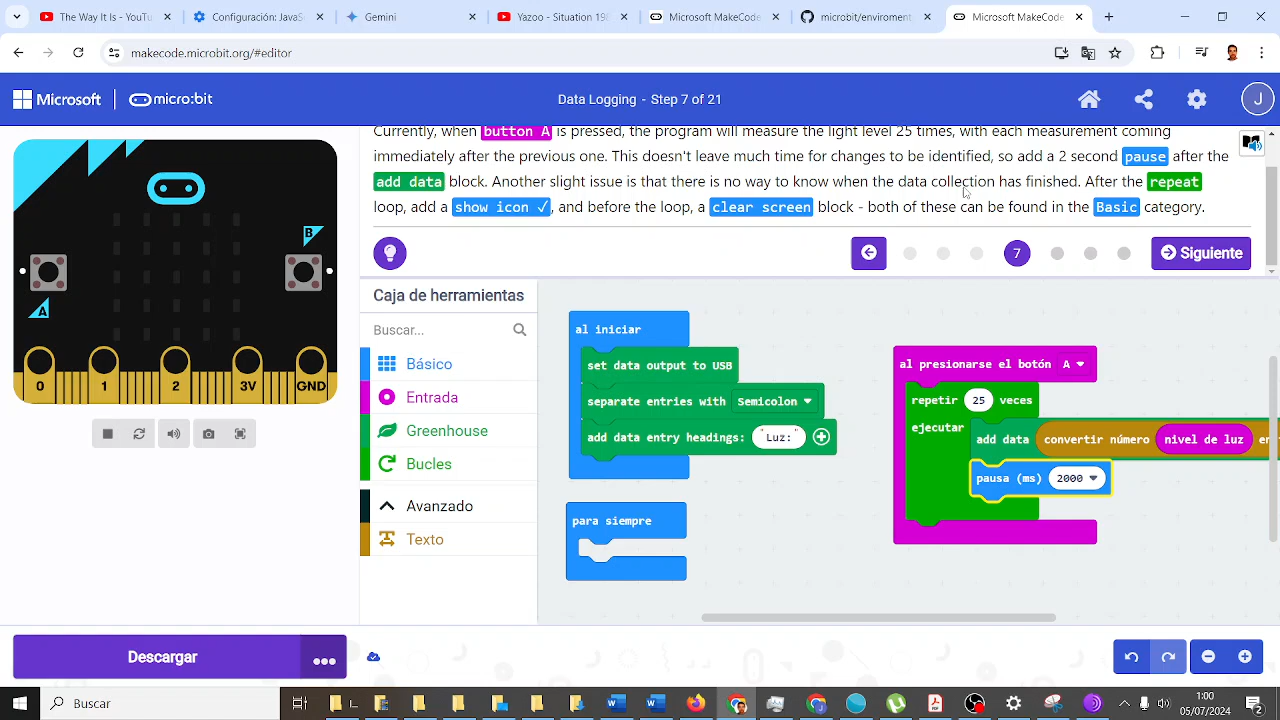 The Way It Is - YouT
Configuración: JavaS
Gemini
Yazoo - Situation 198
Microsoft MakeCode
microbit/enviroment
Microsoft MakeCode
makecode.microbit.org/#editor
Microsoft
micro:bit
Data Logging - Step 7 of 21
J
Currently, when button A is pressed, the program will measure the light level 25 times, with each measurement coming
immediately after the previous one. This doesn't leave much time for changes to be identified, so add a 2 second pause after the
add data block. Another slight issue is that there is no way to know when the data collection has finished. After the repeat
loop, add a show icon ✓, and before the loop, a clear screen block - both of these can be found in the Basic category.
7
Siguiente
B
A
0 1 2 3V GND
Caja de herramientas
Buscar...
Básico
Entrada
Greenhouse
Bucles
Avanzado
Texto
al iniciar
set data output to USB
separate entries with Semicolon
add data entry headings: "Luz:"
para siempre
al presionarse el botón A
repetir 25 veces
ejecutar
add data convertir número nivel de luz
pausa (ms) 2000
Descargar
Buscar
1:00
05/07/2024
2